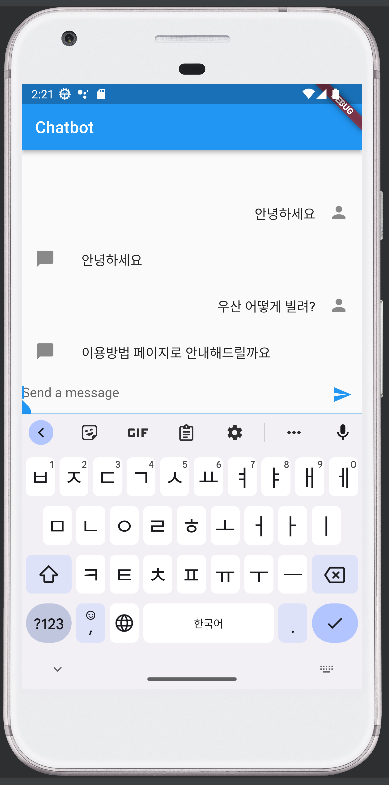 2:21
DEBUG
Chatbot
안녕하세요
안녕하세요
우산 어떻게 빌려?
이용방법 페이지로 안내해드릴까요
Send a message
GIF
1 2 3 4 5 6 7 8 9 0
ㅂ ㅈ ㄷ ㄱ ㅅ ㅛ ㅕ ㅑ ㅐ ㅔ
ㅁ ㄴ ㅇ ㄹ ㅎ ㅗ ㅓ ㅏ ㅣ
ㅋ ㅌ ㅊ ㅍ ㅠ ㅜ ㅡ
?123 , 한국어 .